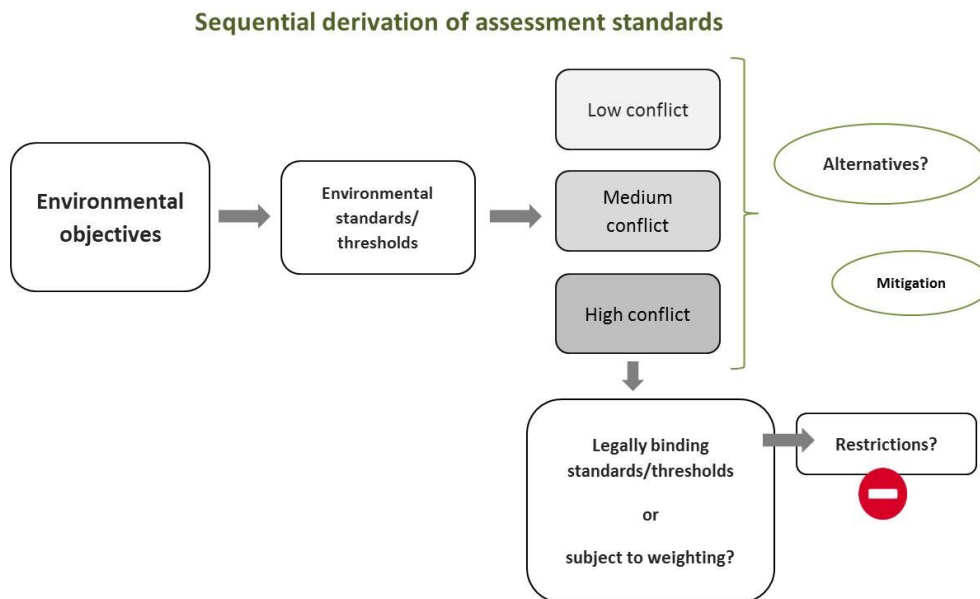 Sequential derivation of assessment standards
Environmental
objectives
Environmental
standards/
thresholds
Low conflict
Medium
conflict
High conflict
Alternatives?
Mitigation
Legally binding
standards/thresholds
or
subject to weighting?
Restrictions?